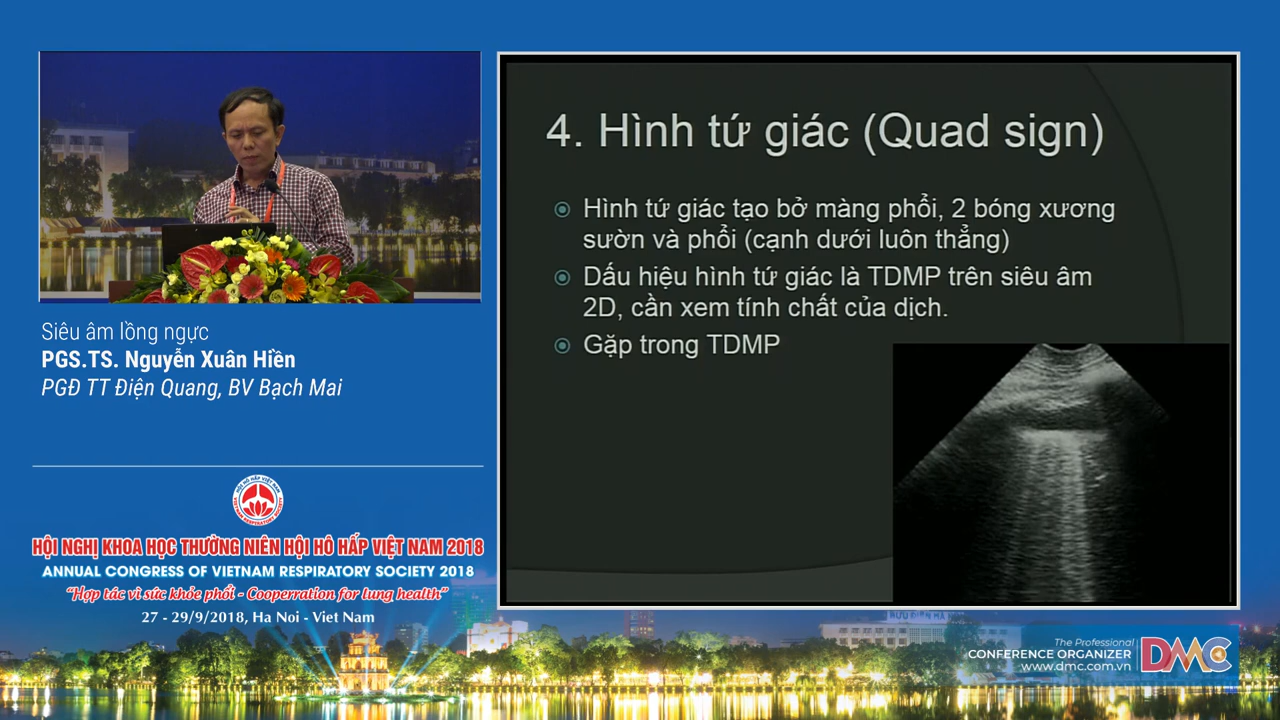 4. Hình tứ giác (Quad sign)
Hình tứ giác tạo bở màng phổi, 2 bóng xương
sườn và phổi (cạnh dưới luôn thẳng)
Dấu hiệu hình tứ giác là TDMP trên siêu âm
2D, cần xem tính chất của dịch.
Gặp trong TDMP
Siêu âm lồng ngực
PGS.TS. Nguyễn Xuân Hiền
PGĐ TT Điện Quang, BV Bạch Mai
HỘI NGHỊ KHOA HỌC THƯỜNG NIÊN HỘI HÔ HẤP VIỆT NAM 2018
ANNUAL CONGRESS OF VIETNAM RESPIRATORY SOCIETY 2018
"Hợp tác vì sức khỏe phổi - Cooperration for lung health"
27 - 29/9/2018, Ha Noi - Viet Nam
The Professional
CONFERENCE ORGANIZER
www.dmc.com.vn
DMC